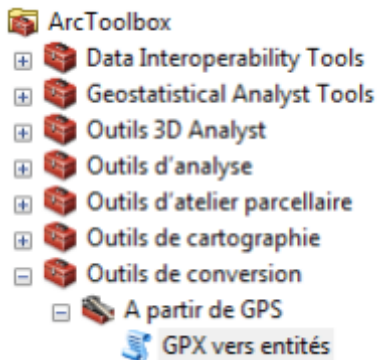 ArcToolbox
Data Interoperability Tools
Geostatistical Analyst Tools
Outils 3D Analyst
Outils d'analyse
Outils d'atelier parcellaire
Outils de cartographie
Outils de conversion
A partir de GPS
GPX vers entités